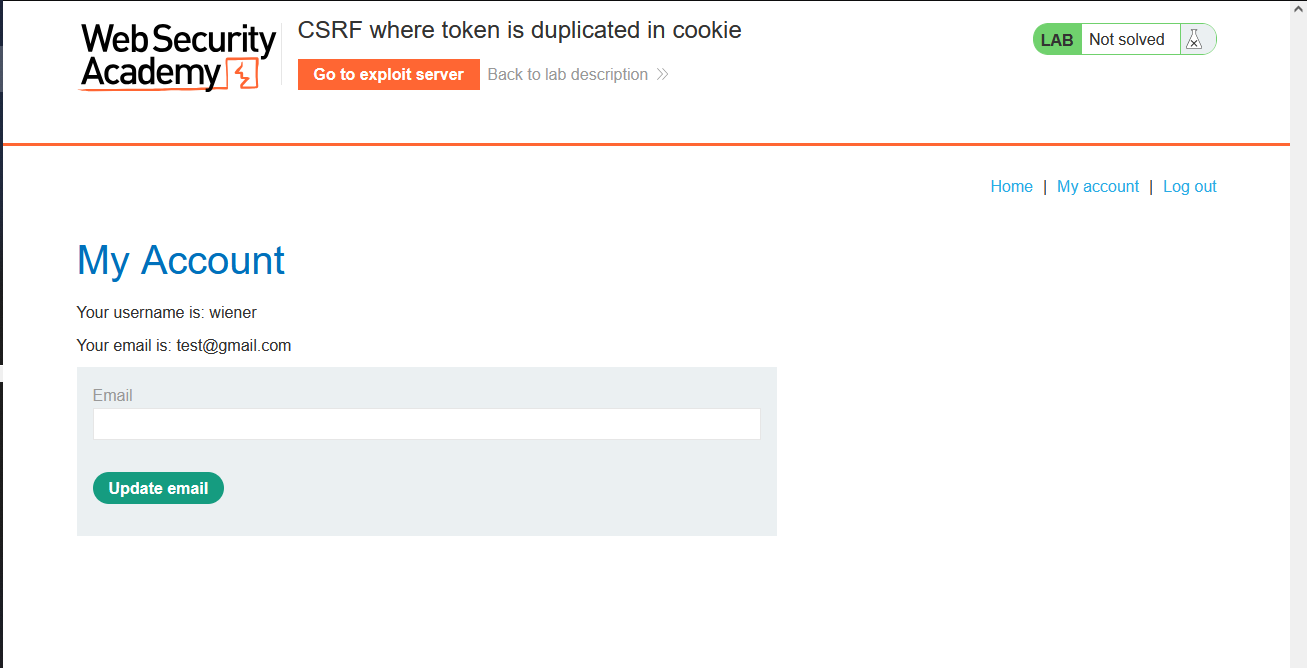 Web Security
Academy
CSRF where token is duplicated in cookie
Go to exploit server
Back to lab description
LAB
Not solved
Home | My account | Log out
My Account
Your username is: wiener
Your email is: test@gmail.com
Email
Update email